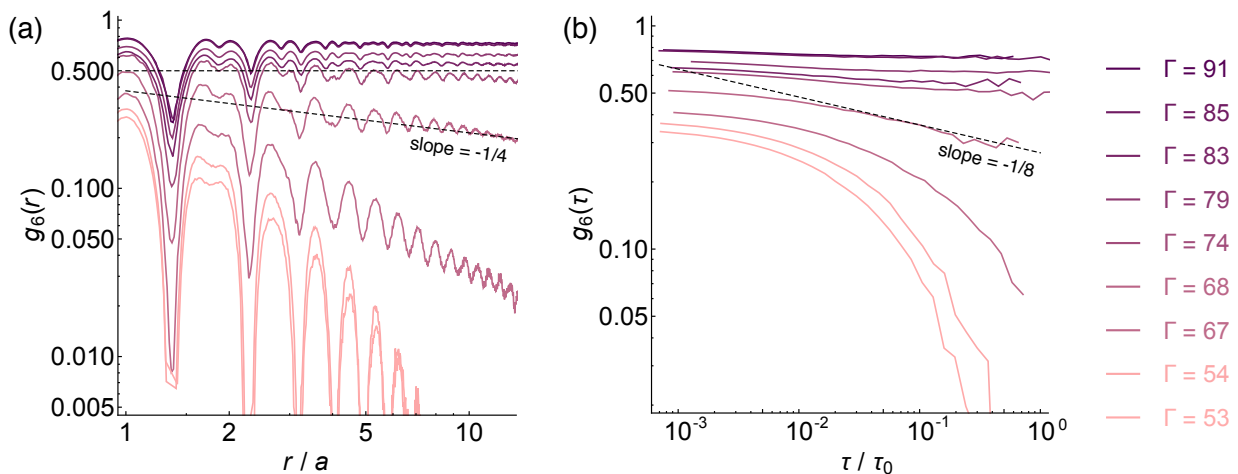 (a)
1
0.500
0.100
0.050
0.010
0.005
g6(r)
slope = -1/4
1
2
5
10
r / a
(b)
1
0.50
0.10
0.05
g6(τ)
slope = -1/8
10⁻³
10⁻²
10⁻¹
10⁰
τ / τ0
Γ = 91
Γ = 85
Γ = 83
Γ = 79
Γ = 74
Γ = 68
Γ = 67
Γ = 54
Γ = 53